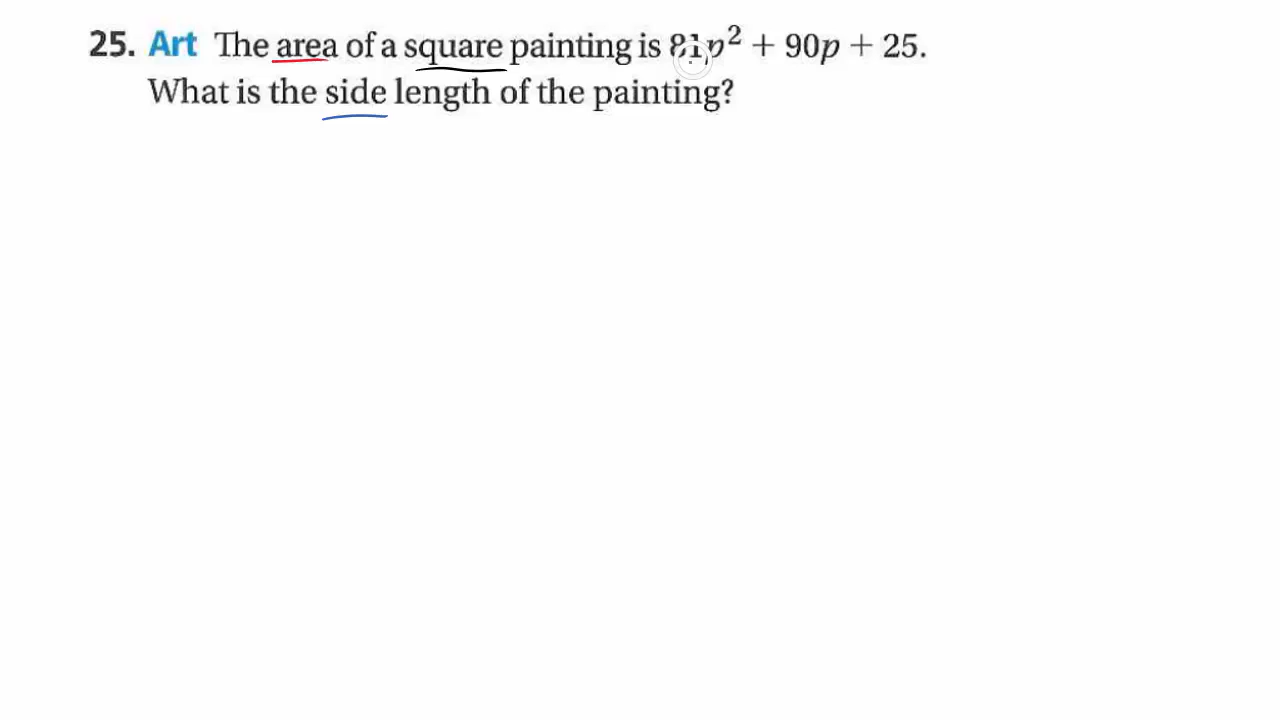 25. Art The area of a square painting is 81p² + 90p + 25.
What is the side length of the painting?